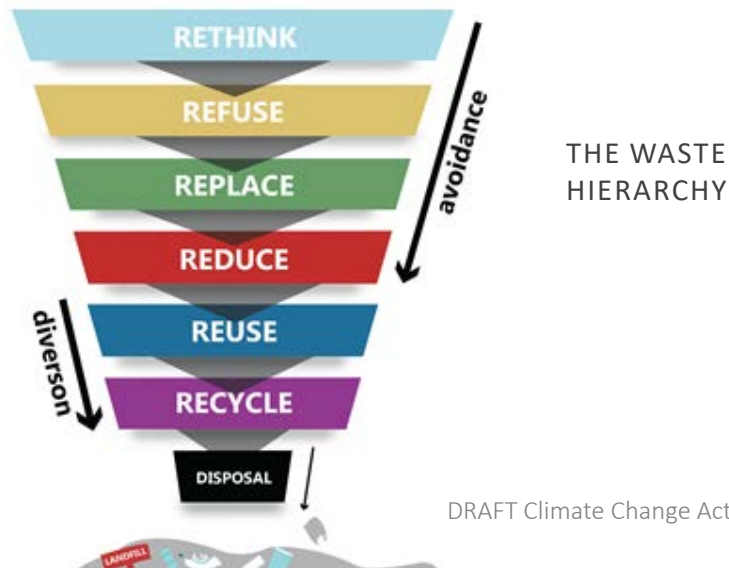 RETHINK
REFUSE
REPLACE
REDUCE
REUSE
RECYCLE
DISPOSAL
avoidance
diverson
LANDFILL
THE WASTE
HIERARCHY
DRAFT Climate Change Act